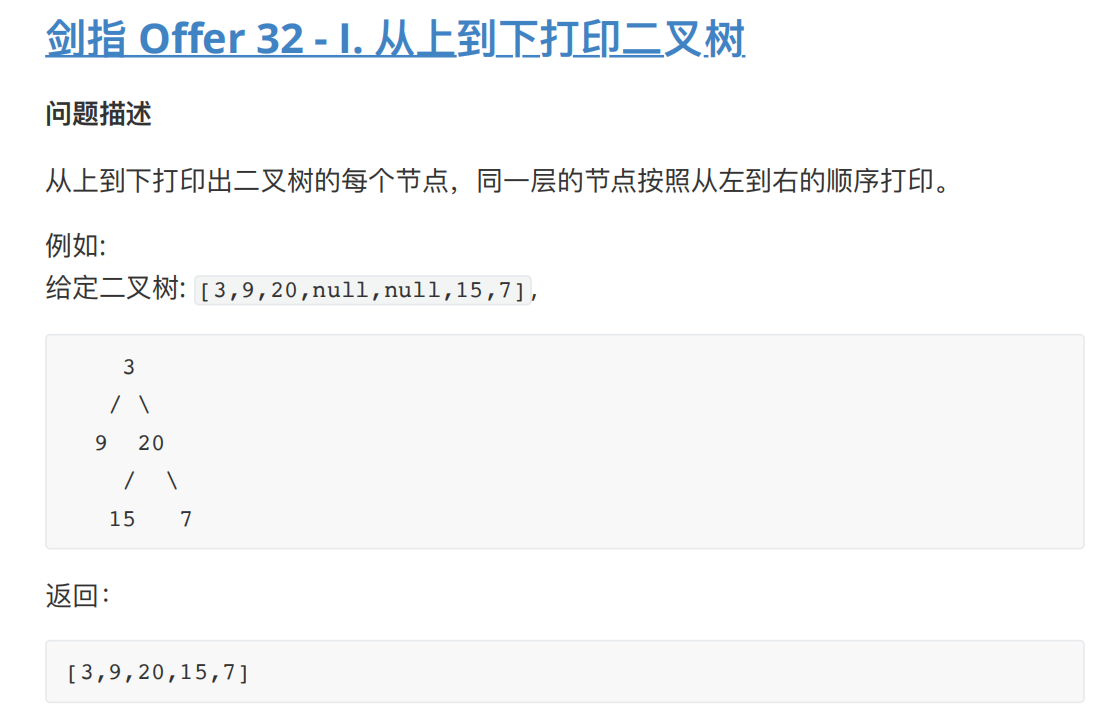 剑指 Offer 32 - I. 从上到下打印二叉树
问题描述
从上到下打印出二叉树的每个节点，同一层的节点按照从左到右的顺序打印。
例如:
给定二叉树: [3,9,20,null,null,15,7],
3
/ \
9  20
/  \
15   7
返回：
[3,9,20,15,7]